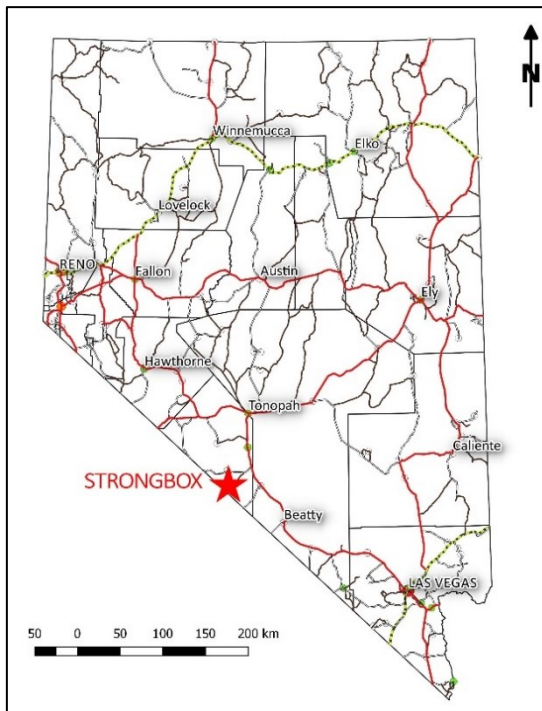 N
Winnemucca
Elko
Lovelock
RENO
Fallon
Austin
Ely
Hawthorne
Tonopah
STRONGBOX
Caliente
Beatty
LAS VEGAS
50 0 50 100 150 200 km